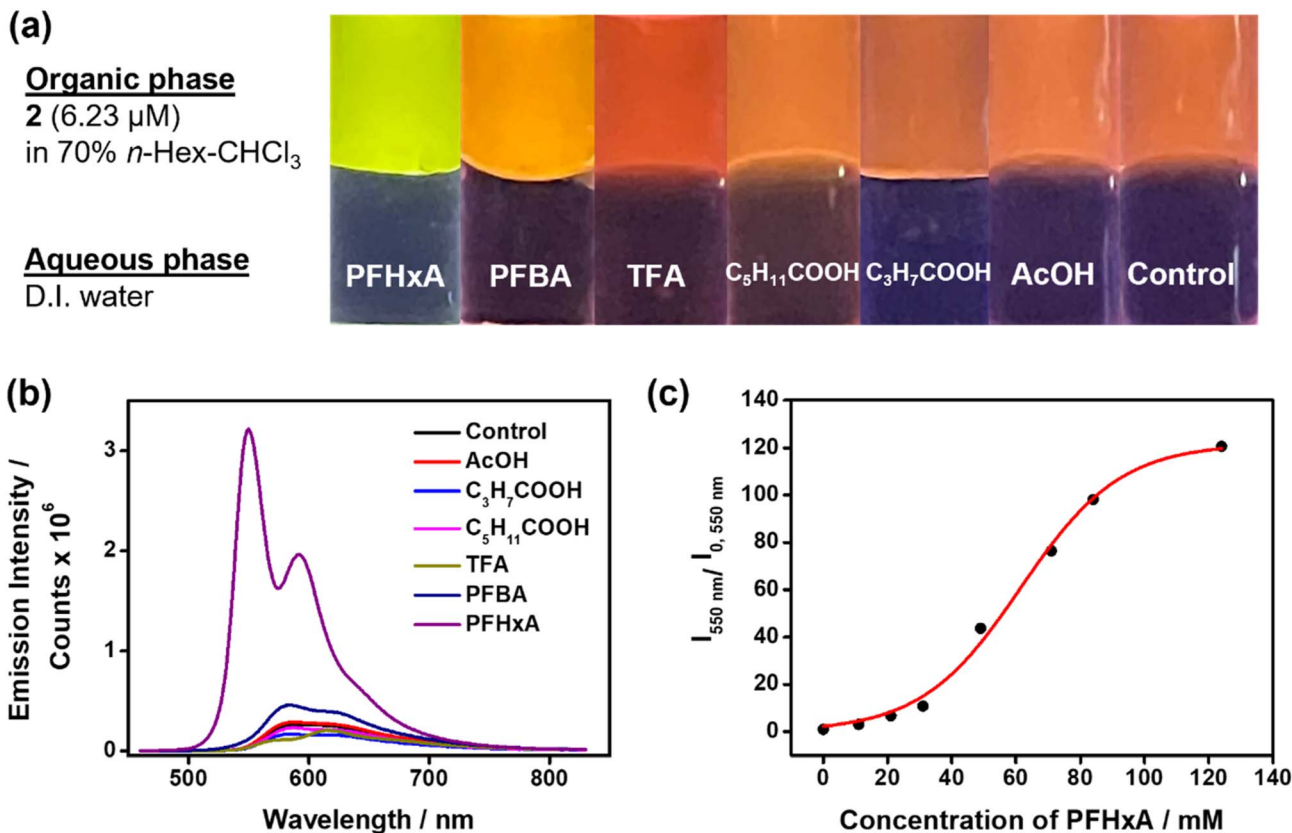 (a)
Organic phase
2 (6.23 μM)
in 70% n-Hex-CHCl₃
Aqueous phase
D.I. water
PFHxA PFBA TFA C₅H₁₁COOH C₃H₇COOH AcOH Control
(b)
Emission Intensity /
Counts x 10⁶
3
2
1
0
500 600 700 800
Wavelength / nm
Control
AcOH
C₃H₇COOH
C₅H₁₁COOH
TFA
PFBA
PFHxA
(c)
I₅₅₀ ₙₘ/ I₀, ₅₅₀ ₙₘ
140
120
100
80
60
40
20
0
0 20 40 60 80 100 120 140
Concentration of PFHxA / mM